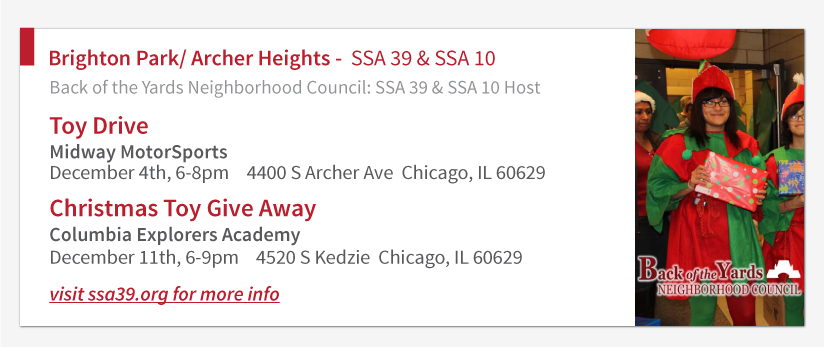 Brighton Park/ Archer Heights - SSA 39 & SSA 10
Back of the Yards Neighborhood Council: SSA 39 & SSA 10 Host
Toy Drive
Midway MotorSports
December 4th, 6-8pm 4400 S Archer Ave Chicago, IL 60629
Christmas Toy Give Away
Columbia Explorers Academy
December 11th, 6-9pm 4520 S Kedzie Chicago, IL 60629
visit ssa39.org for more info
Back of the Yards
NEIGHBORHOOD COUNCIL